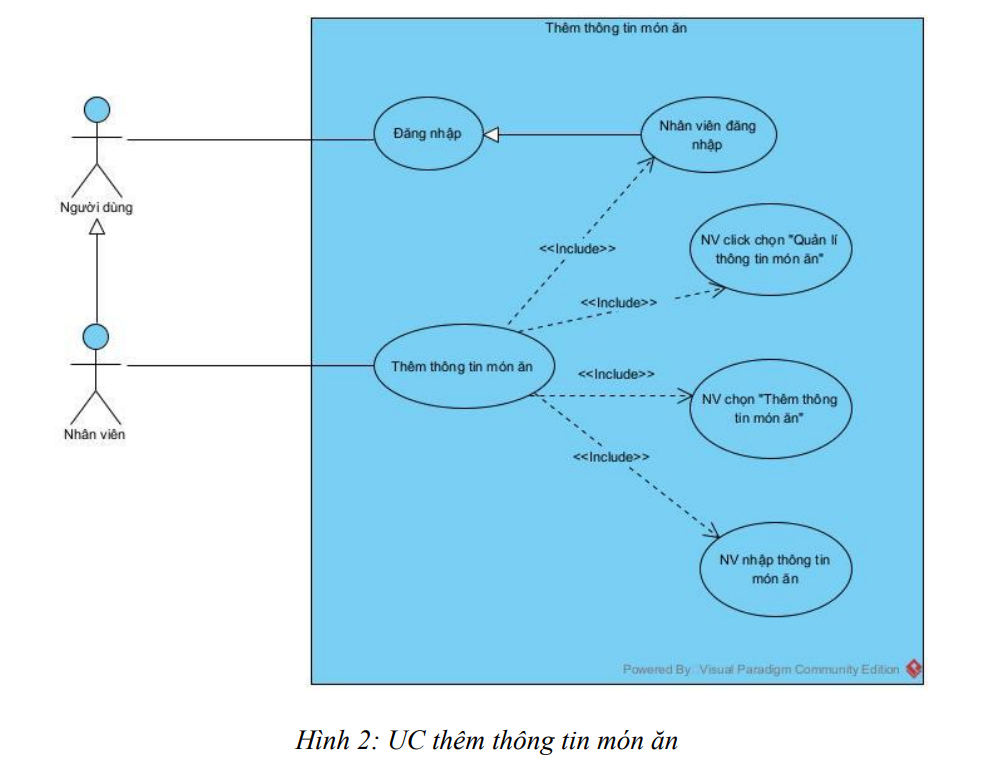 Thêm thông tin món ăn
Đăng nhập
Nhân viên đăng
nhập
Người dùng
<<Include>>
NV click chọn "Quản lí
thông tin món ăn"
<<Include>>
Thêm thông tin món ăn
Nhân viên
<<Include>>
NV chọn "Thêm thông
tin món ăn"
<<Include>>
NV nhập thông tin
món ăn
Powered By Visual Paradigm Community Edition
Hình 2: UC thêm thông tin món ăn